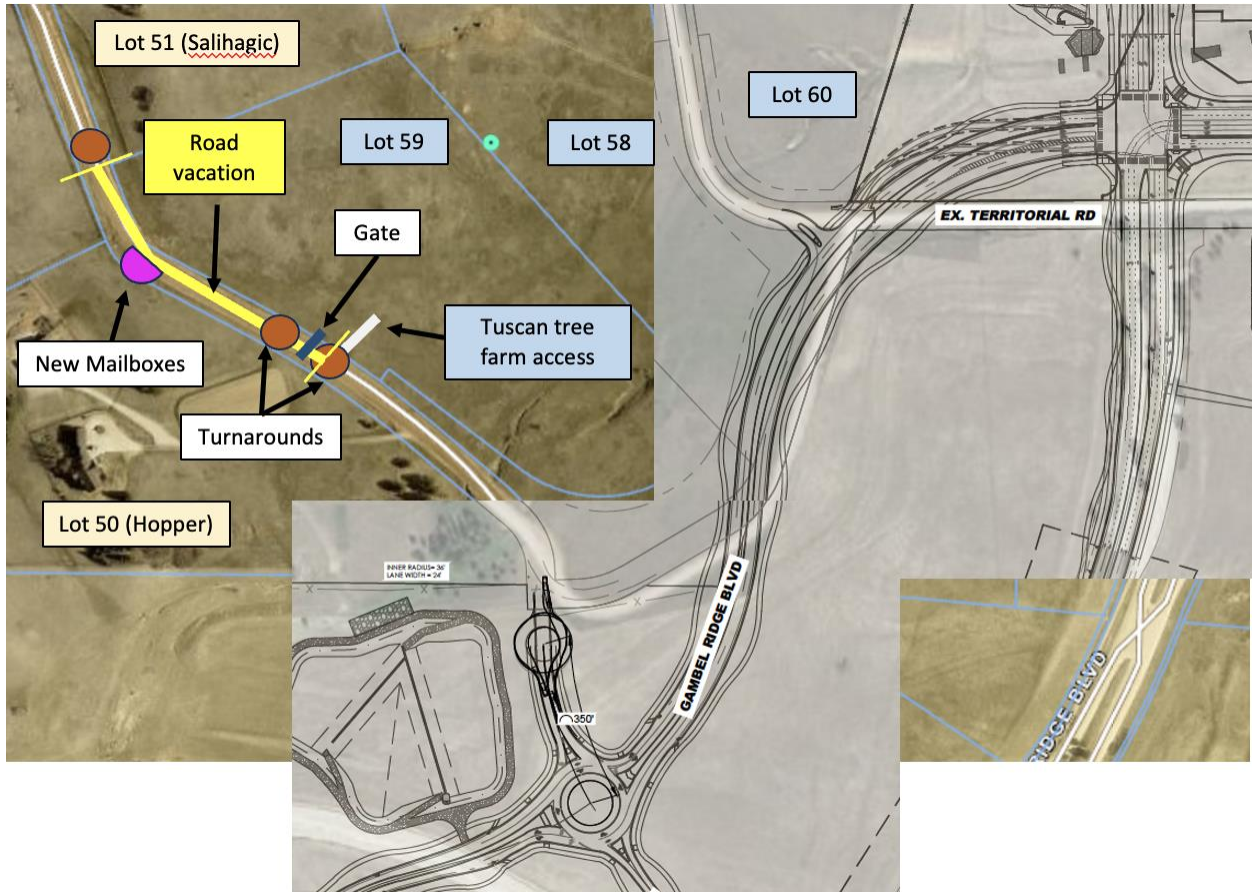 Lot 51 (Salihagic)
Road
vacation
Lot 59
Lot 58
Lot 60
Gate
EX. TERRITORIAL RD
New Mailboxes
Tuscan tree
farm access
Turnarounds
Lot 50 (Hopper)
INNER RADIUS= 36'
LANE WIDTH = 24'
GAMBEL RIDGE BLVD
350'
RIDGE BLVD